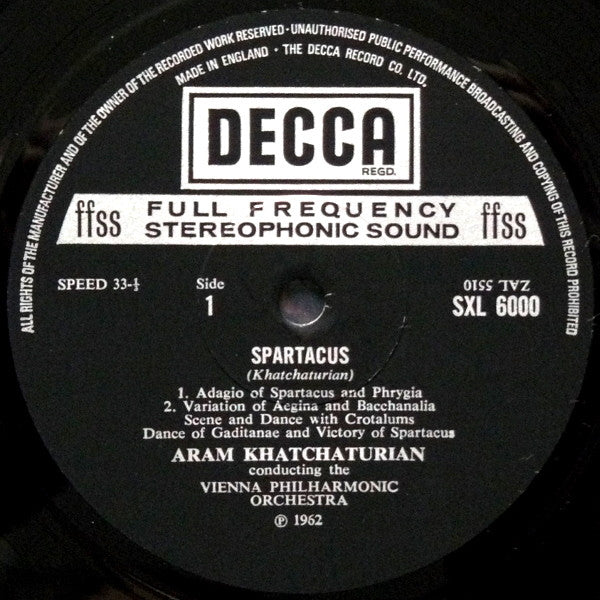 ALL RIGHTS OF THE MANUFACTURER AND OF THE OWNER OF THE RECORDED WORK RESERVED · UNAUTHORISED PUBLIC PERFORMANCE BROADCASTING AND COPYING OF THIS RECORD PROHIBITED
MADE IN ENGLAND · THE DECCA RECORD CO. LTD.
DECCA
REGD.
ffss FULL FREQUENCY ffss
STEREOPHONIC SOUND
SPEED 33-⅓
Side
1
ZAL 5510
SXL 6000
SPARTACUS
(Khatchaturian)
1. Adagio of Spartacus and Phrygia
2. Variation of Aegina and Bacchanalia
Scene and Dance with Crotalums
Dance of Gaditanae and Victory of Spartacus
ARAM KHATCHATURIAN
conducting the
VIENNA PHILHARMONIC
ORCHESTRA
℗ 1962